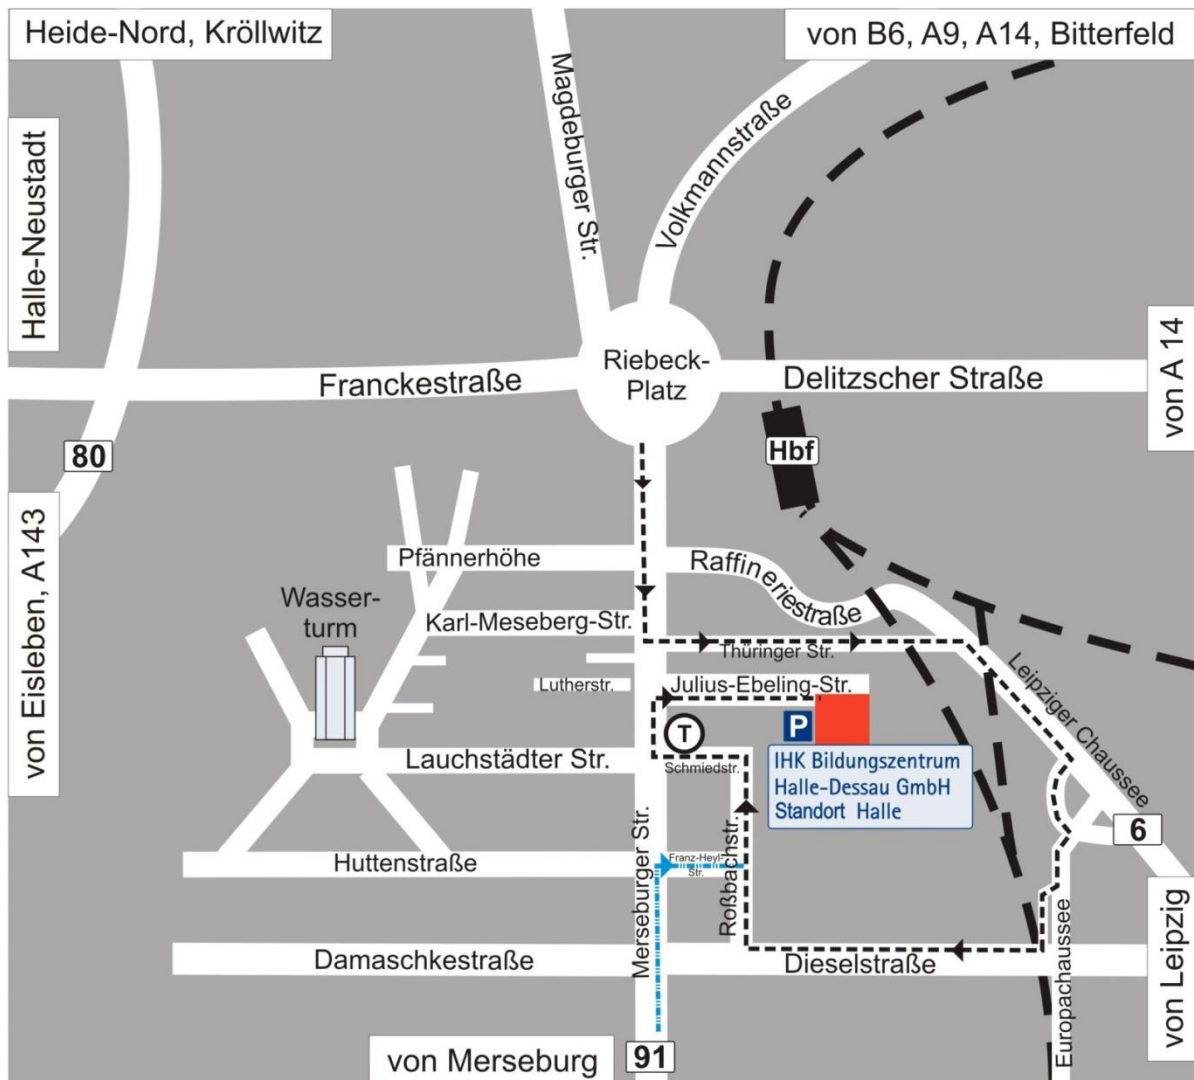 Heide-Nord, Kröllwitz
von B6, A9, A14, Bitterfeld
Halle-Neustadt
Magdeburger Str.
Volkmannstraße
Riebeck-
Platz
Franckestraße
Delitzscher Straße
von A 14
80
Hbf
von Eisleben, A143
Pfännerhöhe
Raffineriestraße
Wasser-
turm
Karl-Meseberg-Str.
Thüringer Str.
Leipziger Chaussee
Lutherstr.
Julius-Ebeling-Str.
T
P
Lauchstädter Str.
Schmiedstr.
IHK Bildungszentrum
Halle-Dessau GmbH
Standort Halle
6
Merseburger Str.
Roßbachstr.
Huttenstraße
Franz-Heyl-
Str.
Europachaussee
Damaschkestraße
Dieselstraße
von Leipzig
von Merseburg
91